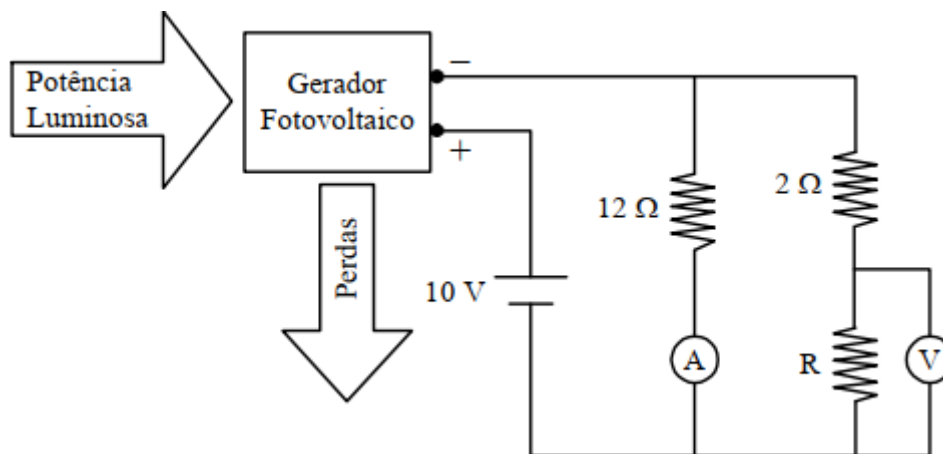 Potência
Luminosa
Gerador
Fotovoltaico
−
+
Perdas
10 V
12 Ω
2 Ω
A
R
V